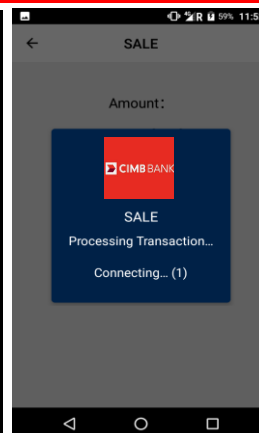 R 59% 11:5
SALE
Amount:
CIMB BANK
SALE
Processing Transaction...
Connecting... (1)